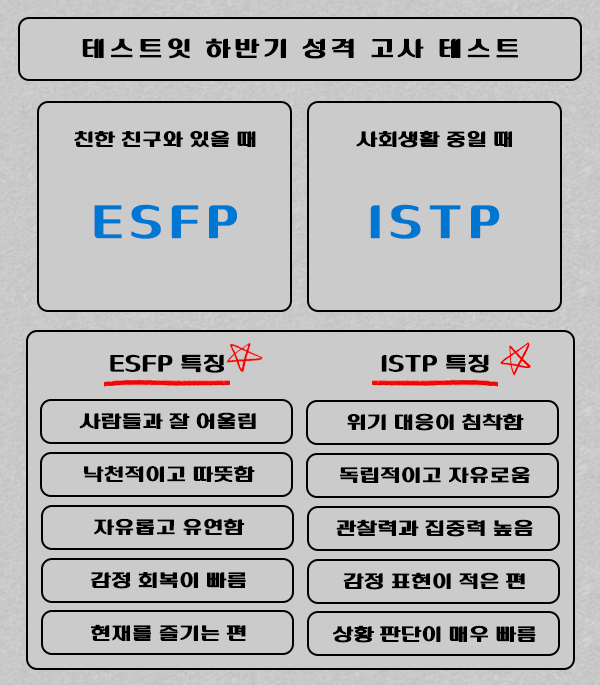 테스트잇 하반기 성격 고사 테스트
친한 친구와 있을 때
ESFP
사회생활 중일 때
ISTP
ESFP 특징
사람들과 잘 어울림
낙천적이고 따뜻함
자유롭고 유연함
감정 회복이 빠름
현재를 즐기는 편
ISTP 특징
위기 대응이 침착함
독립적이고 자유로움
관찰력과 집중력 높음
감정 표현이 적은 편
상황 판단이 매우 빠름